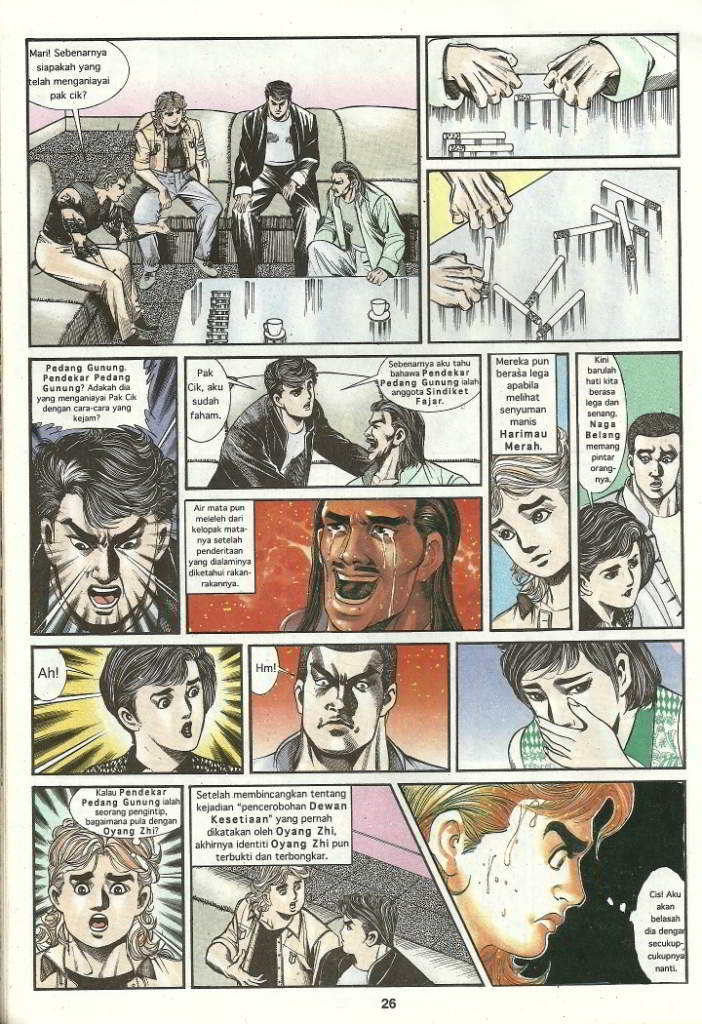 Mari! Sebenarnya
siapakah yang
telah menganiayai
pak cik?
Pedang Gunung.
Pendekar Pedang
Gunung? Adakah dia
yang menganiayai Pak Cik
dengan cara-cara yang
kejam?
Pak
Cik, aku
sudah
faham.
Sebenarnya aku tahu
bahawa Pendekar
Pedang Gunung ialah
anggota Sindiket
Fajar.
Air mata pun
meleleh dari
kelopak mata-
nya setelah
penderitaan
yang dialaminya
diketahui rakan-
rakannya.
Mereka pun
berasa lega
apabila
melihat
senyuman
manis
Harimau
Merah.
Kini
barulah
hati kita
berasa
lega dan
senang.
Naga
Belang
memang
pintar
orang-
nya.
Ah!
Hm!
Kalau Pendekar
Pedang Gunung ialah
seorang pengintip,
bagaimana pula dengan
Oyang Zhi?
Setelah membincangkan tentang
kejadian "pencerobohan Dewan
Kesetiaan" yang pernah
dikatakan oleh Oyang Zhi,
akhirnya identiti Oyang Zhi pun
terbukti dan terbongkar.
Cis! Aku
akan
belasah
dia dengan
secukup-
cukupnya
nanti.
26